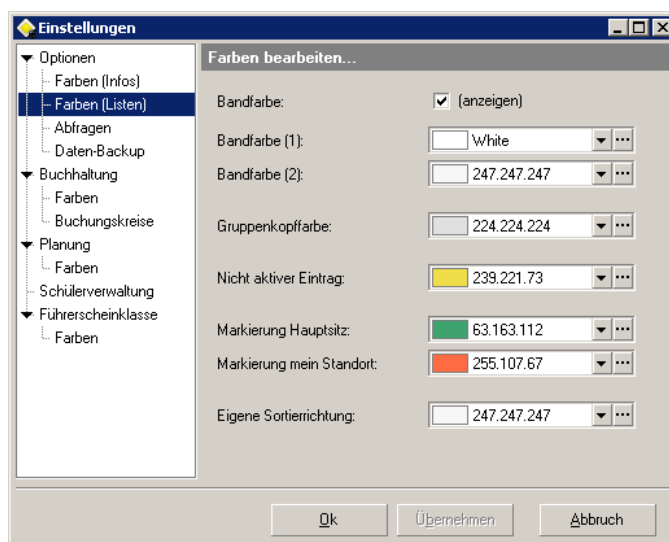 Einstellungen
Optionen
Farben (Infos)
Farben (Listen)
Abfragen
Daten-Backup
Buchhaltung
Farben
Buchungskreise
Planung
Farben
Schülerverwaltung
Führerscheinklasse
Farben
Farben bearbeiten...
Bandfarbe: (anzeigen)
Bandfarbe (1): White
Bandfarbe (2): 247.247.247
Gruppenkopffarbe: 224.224.224
Nicht aktiver Eintrag: 239.221.73
Markierung Hauptsitz: 63.163.112
Markierung mein Standort: 255.107.67
Eigene Sortierrichtung: 247.247.247
Ok Übernehmen Abbruch